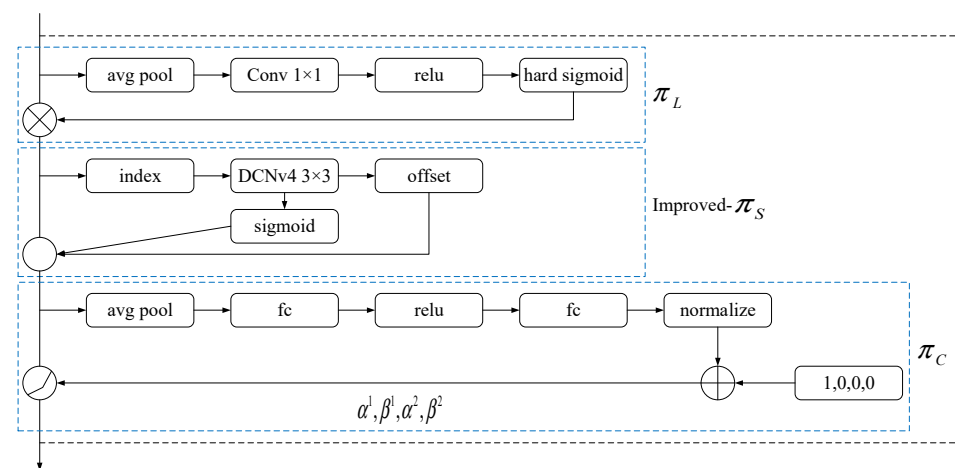 avg pool Conv 1×1 relu hard sigmoid
π_L
index DCNv4 3×3 offset
Improved-π_S
sigmoid
avg pool fc relu fc normalize
π_C
1,0,0,0
α¹,β¹,α²,β²